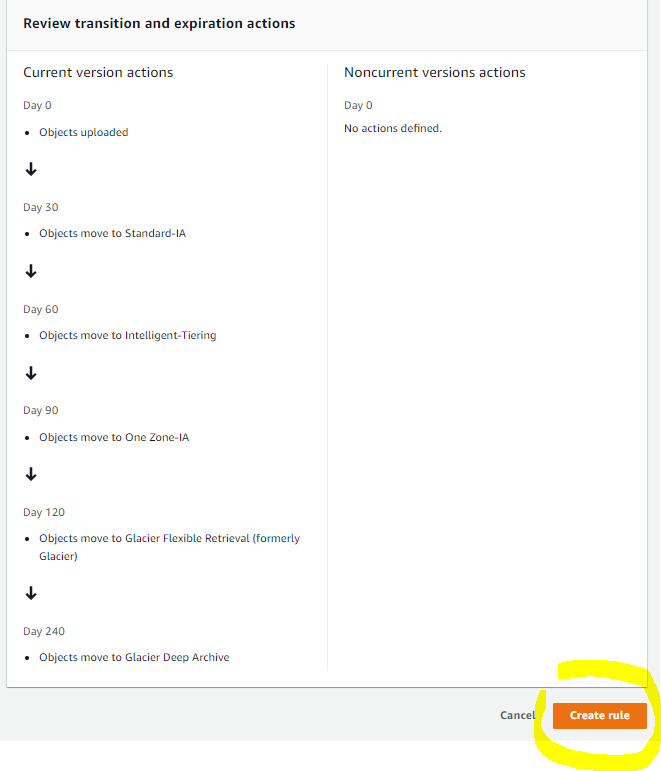 Review transition and expiration actions
Current version actions
Day 0
Objects uploaded
Day 30
Objects move to Standard-IA
Day 60
Objects move to Intelligent-Tiering
Day 90
Objects move to One Zone-IA
Day 120
Objects move to Glacier Flexible Retrieval (formerly
Glacier)
Day 240
Objects move to Glacier Deep Archive
Noncurrent versions actions
Day 0
No actions defined.
Cancel
Create rule